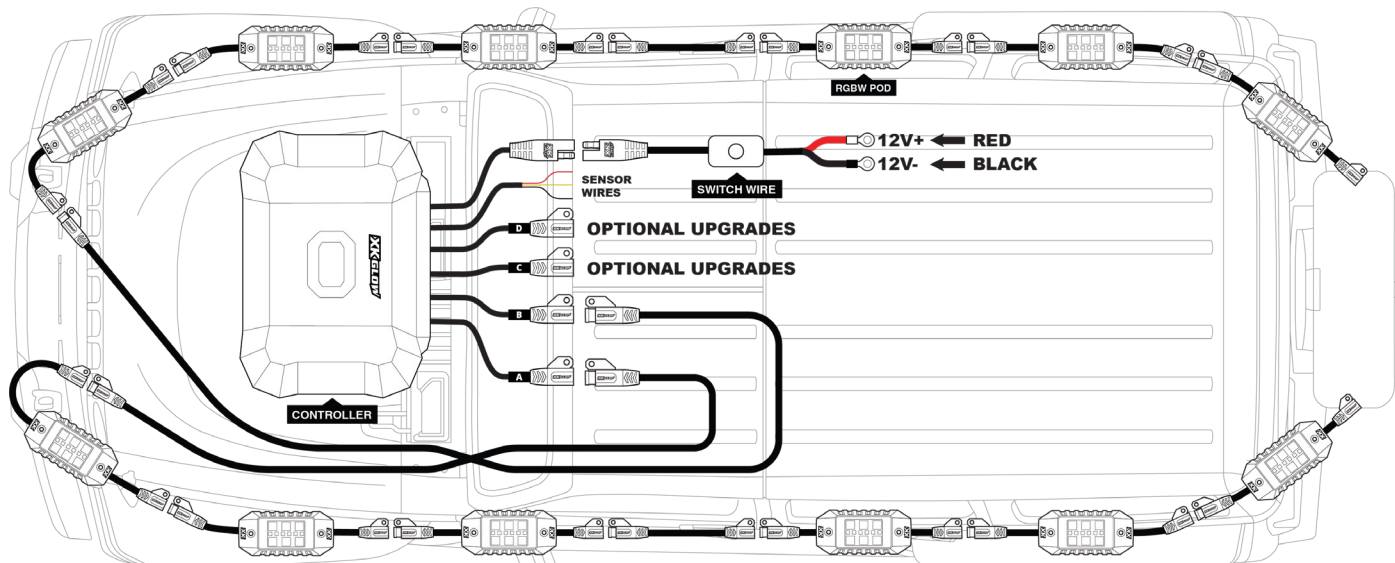 RGBW POD
12V+ RED
12V- BLACK
SWITCH WIRE
SENSOR
WIRES
D OPTIONAL UPGRADES
C OPTIONAL UPGRADES
B
A
XKGLOW
CONTROLLER